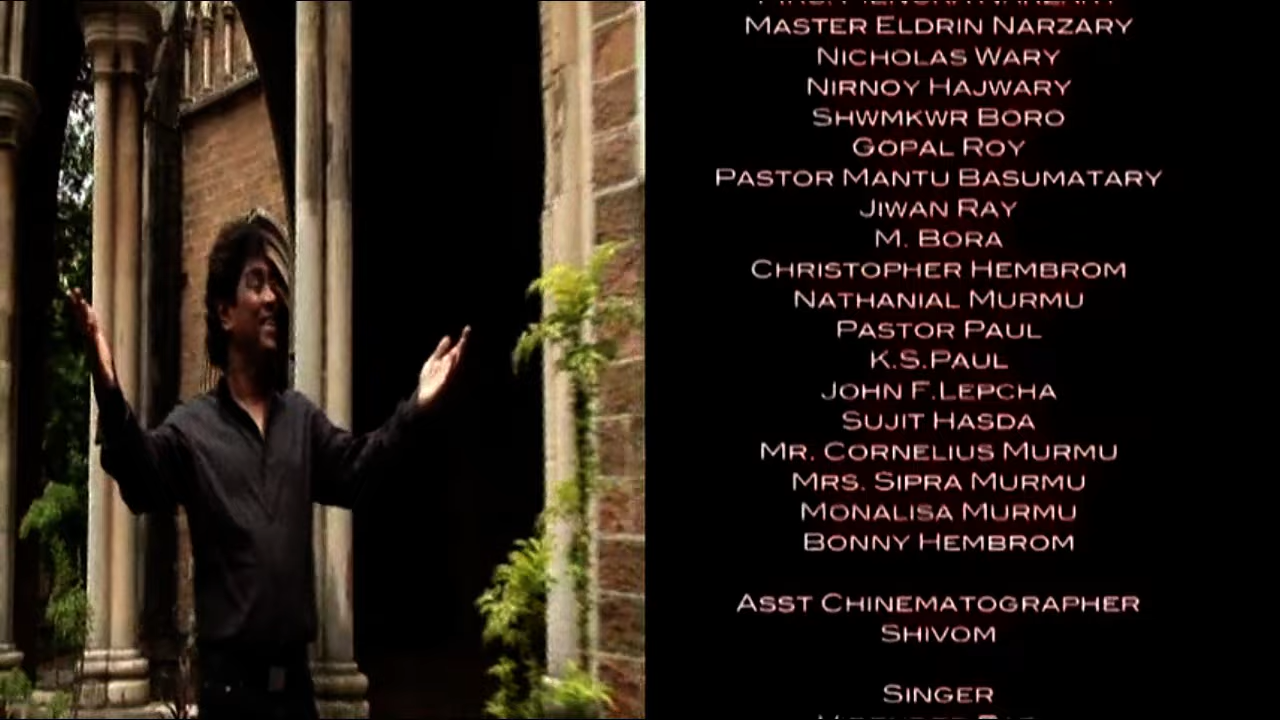 MASTER ELDRIN NARZARY
NICHOLAS WARY
NIRNOY HAJWARY
SHWMKWR BORO
GOPAL ROY
PASTOR MANTU BASUMATARY
JIWAN RAY
M. BORA
CHRISTOPHER HEMBROM
NATHANIAL MURMU
PASTOR PAUL
K.S.PAUL
JOHN F.LEPCHA
SUJIT HASDA
MR. CORNELIUS MURMU
MRS. SIPRA MURMU
MONALISA MURMU
BONNY HEMBROM
ASST CHINEMATOGRAPHER
SHIVOM
SINGER